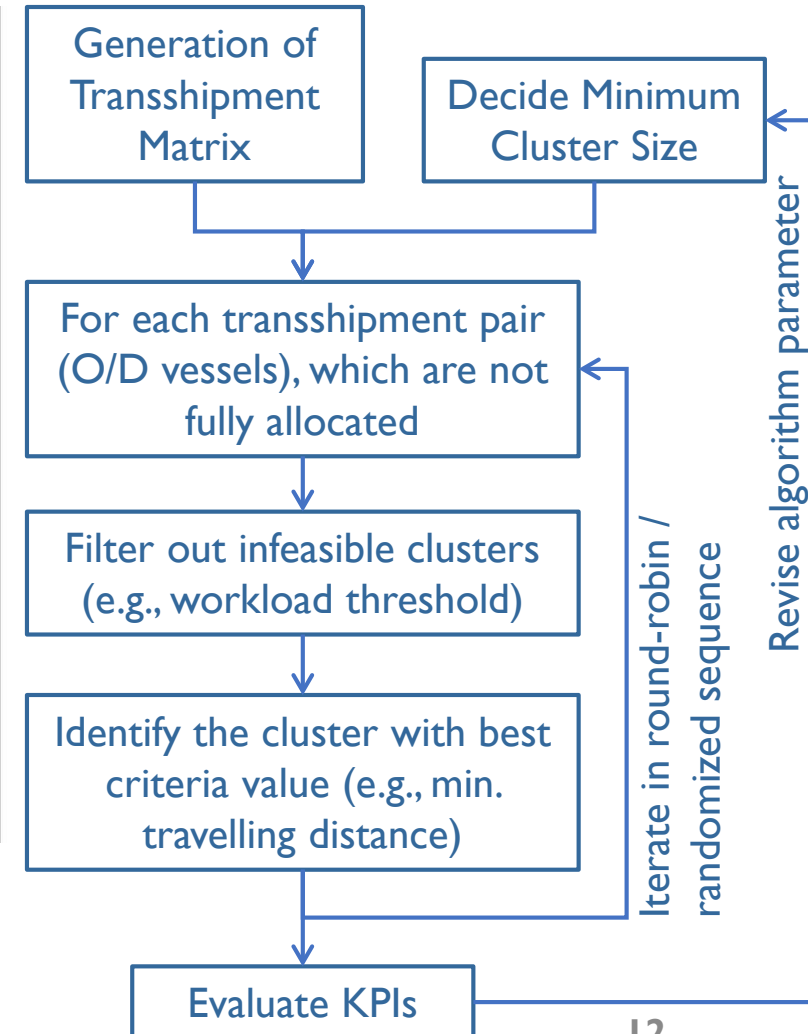 Generation of
Transshipment
Matrix
Decide Minimum
Cluster Size
For each transshipment pair
(O/D vessels), which are not
fully allocated
Filter out infeasible clusters
(e.g., workload threshold)
Identify the cluster with best
criteria value (e.g., min.
travelling distance)
Iterate in round-robin /
randomized sequence
Revise algorithm parameter
Evaluate KPIs
12